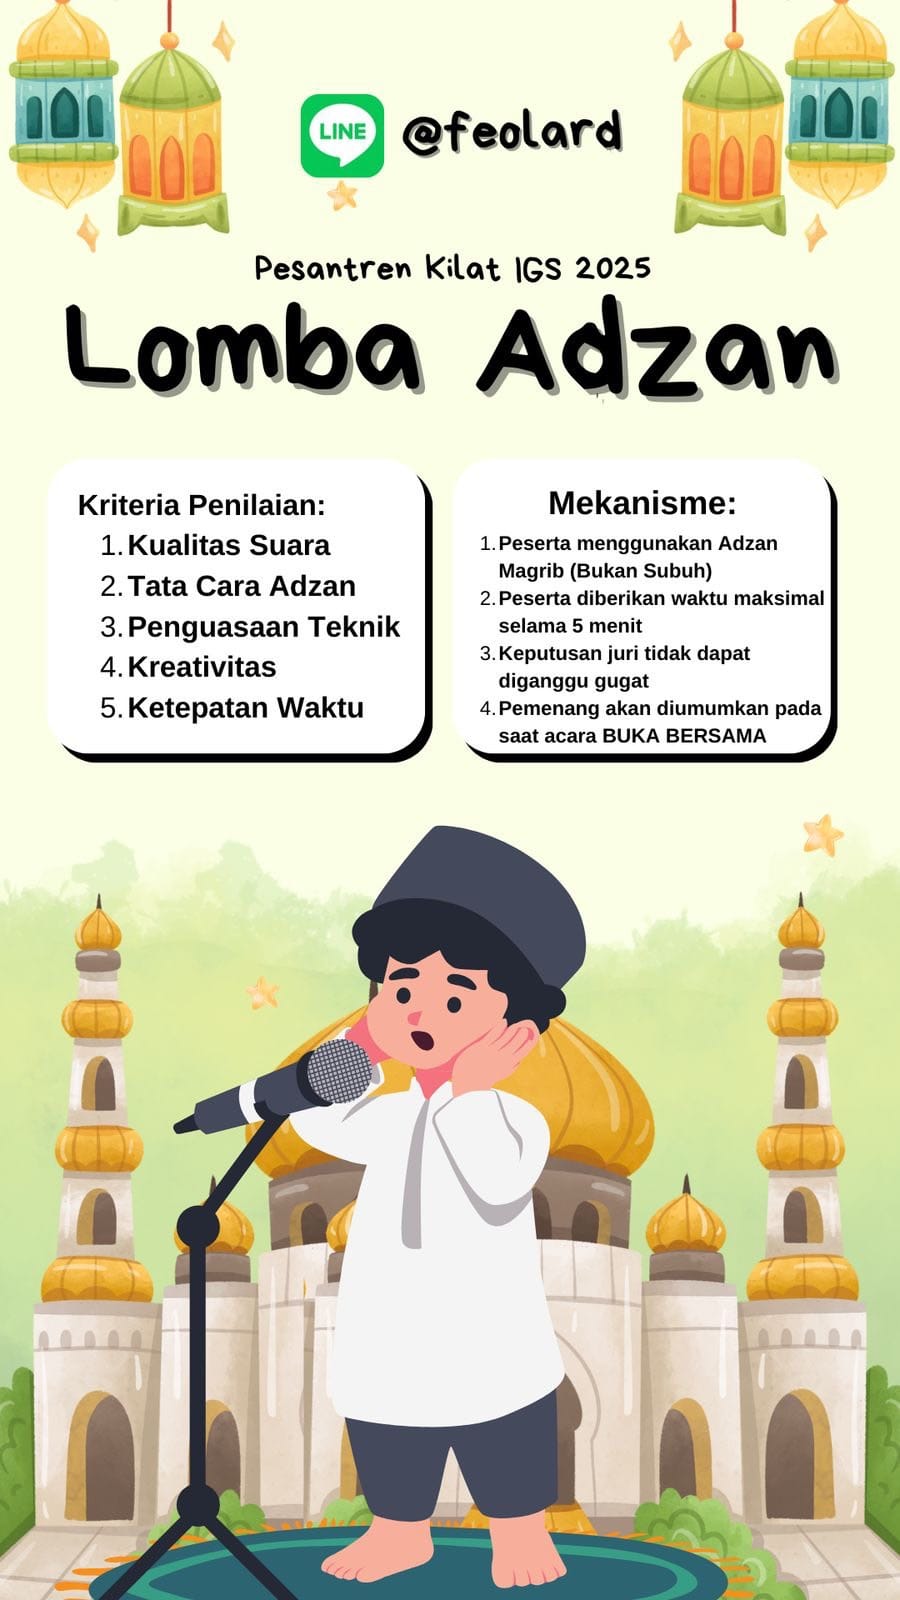 LINE
@feolard
Pesantren Kilat IGS 2025
Lomba Adzan
Kriteria Penilaian:
1. Kualitas Suara
2. Tata Cara Adzan
3. Penguasaan Teknik
4. Kreativitas
5. Ketepatan Waktu
Mekanisme:
1. Peserta menggunakan Adzan
Magrib (Bukan Subuh)
2. Peserta diberikan waktu maksimal
selama 5 menit
3. Keputusan juri tidak dapat
diganggu gugat
4. Pemenang akan diumumkan pada
saat acara BUKA BERSAMA